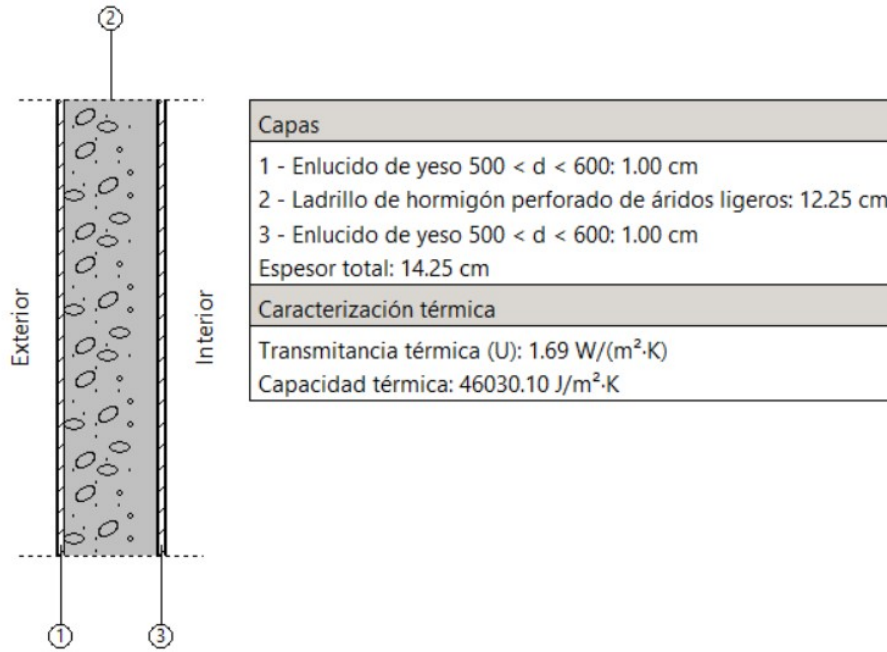 2
Exterior
Interior
1
3
Capas
1 - Enlucido de yeso 500 < d < 600: 1.00 cm
2 - Ladrillo de hormigón perforado de áridos ligeros: 12.25 cm
3 - Enlucido de yeso 500 < d < 600: 1.00 cm
Espesor total: 14.25 cm
Caracterización térmica
Transmitancia térmica (U): 1.69 W/(m²·K)
Capacidad térmica: 46030.10 J/m²·K